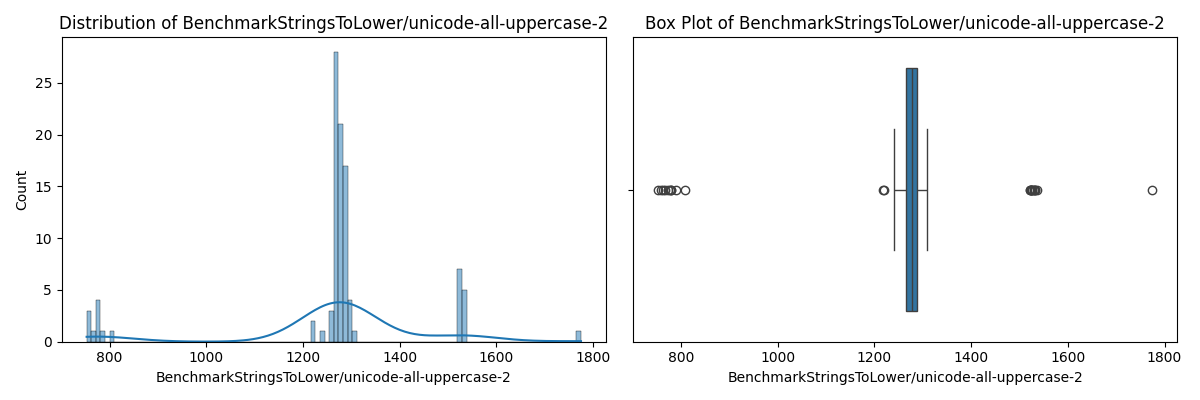 Distribution of BenchmarkStringsToLower/unicode-all-uppercase-2
Count
25
20
15
10
5
0
800 1000 1200 1400 1600 1800
BenchmarkStringsToLower/unicode-all-uppercase-2
Box Plot of BenchmarkStringsToLower/unicode-all-uppercase-2
800 1000 1200 1400 1600 1800
BenchmarkStringsToLower/unicode-all-uppercase-2